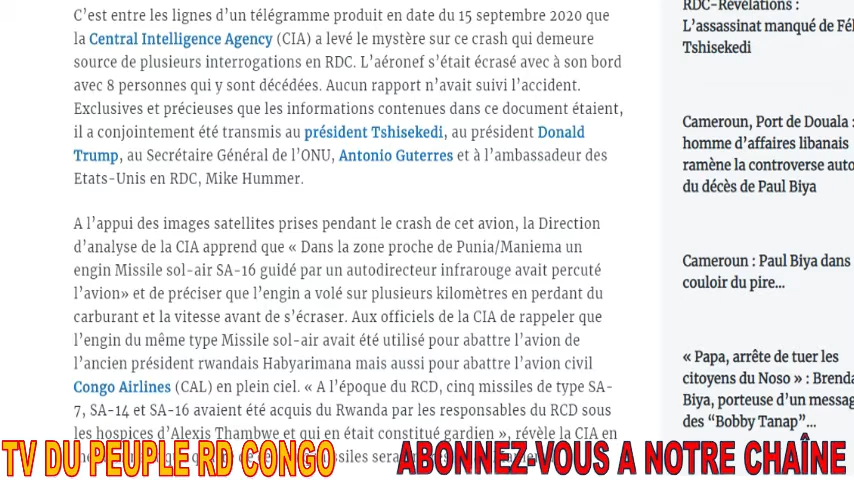 C’est entre les lignes d’un télégramme produit en date du 15 septembre 2020 que
la Central Intelligence Agency (CIA) a levé le mystère sur ce crash qui demeure
source de plusieurs interrogations en RDC. L’aéronef s’était écrasé avec à son bord
avec 8 personnes qui y sont décédées. Aucun rapport n’avait suivi l’accident.
Exclusives et précieuses que les informations contenues dans ce document étaient,
il a conjointement été transmis au président Tshisekedi, au président Donald
Trump, au Secrétaire Général de l’ONU, Antonio Guterres et à l’ambassadeur des
Etats-Unis en RDC, Mike Hummer.
A l’appui des images satellites prises pendant le crash de cet avion, la Direction
d’analyse de la CIA apprend que « Dans la zone proche de Punia/Maniema un
engin Missile sol-air SA-16 guidé par un autodirecteur infrarouge avait percuté
l’avion» et de préciser que l’engin a volé sur plusieurs kilomètres en perdant du
carburant et la vitesse avant de s’écraser. Aux officiels de la CIA de rappeler que
l’engin du même type Missile sol-air avait été utilisé pour abattre l’avion de
l’ancien président rwandais Habyarimana mais aussi pour abattre l’avion civil
Congo Airlines (CAL) en plein ciel. « A l’époque du RCD, cinq missiles de type SA-
7, SA-14 et SA-16 avaient été acquis du Rwanda par les responsables du RCD sous
les hospices d’Alexis Thambwe et qui en était constitué gardien », révèle la CIA en
RDC-Révélations :
L’assassinat manqué de Fél
Tshisekedi
Cameroun, Port de Douala :
homme d’affaires libanais
ramène la controverse auto
du décès de Paul Biya
Cameroun : Paul Biya dans
couloir du pire...
« Papa, arrête de tuer les
citoyens du Noso » : Brenda
Biya, porteuse d’un messag
des “Bobby Tanap”...
TV DU PEUPLE RD CONGO
ABONNEZ-VOUS A NOTRE CHAÎNE